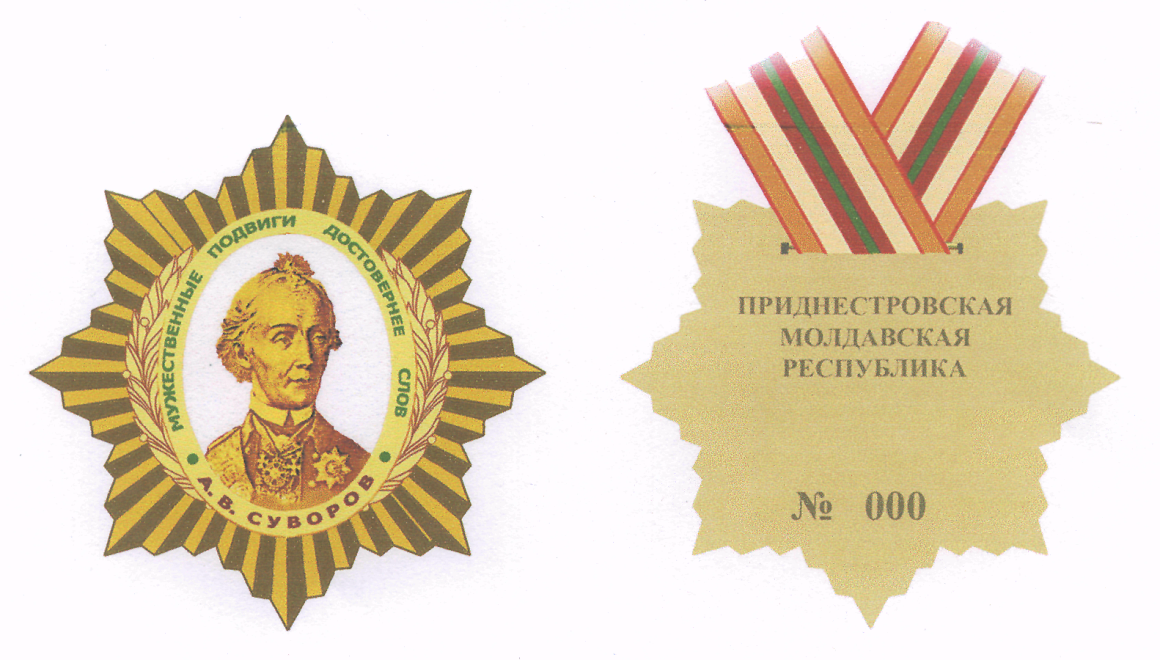 МУЖЕСТВЕННЫЕ ПОДВИГИ ДОСТОВЕРНЕЕ СЛОВ
А. В. СУВОРОВ
ПРИДНЕСТРОВСКАЯ
МОЛДАВСКАЯ
РЕСПУБЛИКА
№ 000